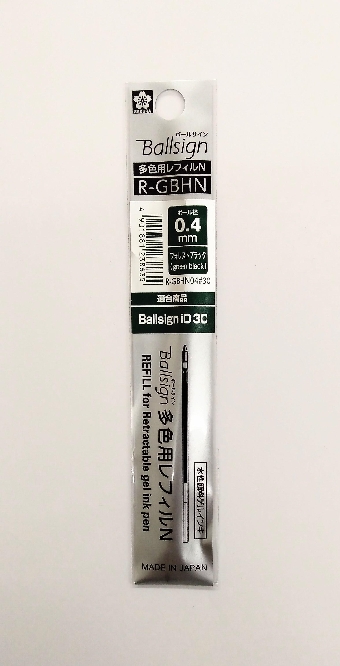 SAKURA
ボールサイン
Ballsign
多色用レフィルN
R-GBHN
ボール径
0.4
mm
フォレストブラック
(green black)
R-GBHN04#30
適合商品
Ballsign iD 3C
ボールサイン
Ballsign 多色用レフィルN
REFILL for Retractable gel ink pen
水性顔料ゲルインキ
MADE IN JAPAN